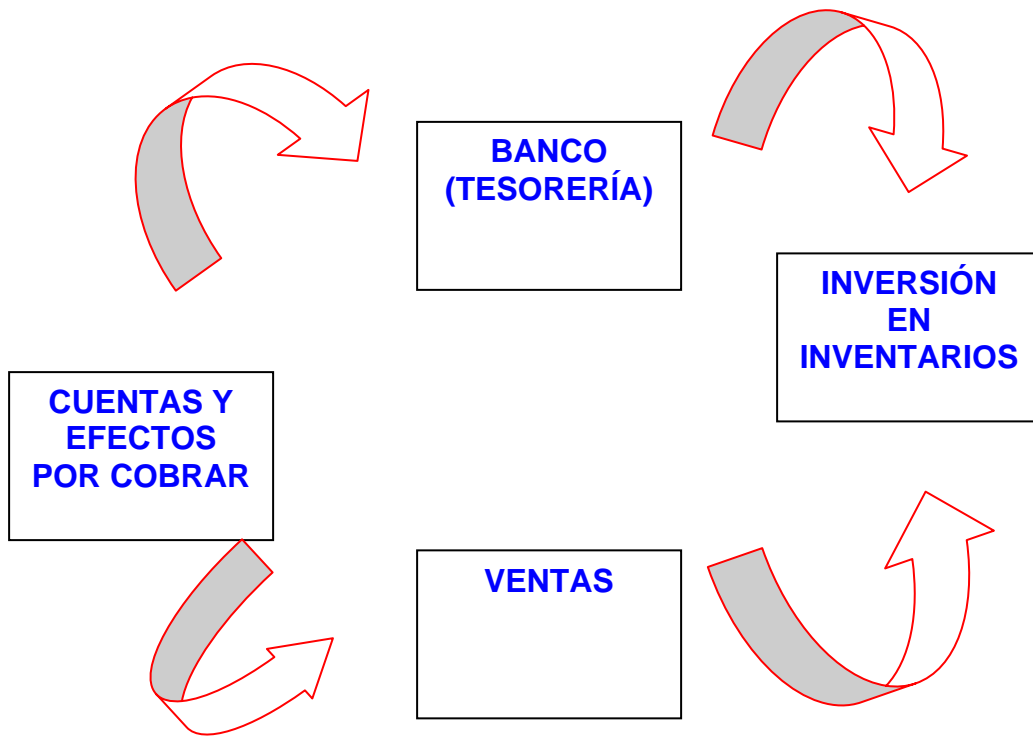 BANCO
(TESORERÍA)
INVERSIÓN
EN
INVENTARIOS
CUENTAS Y
EFECTOS
POR COBRAR
VENTAS